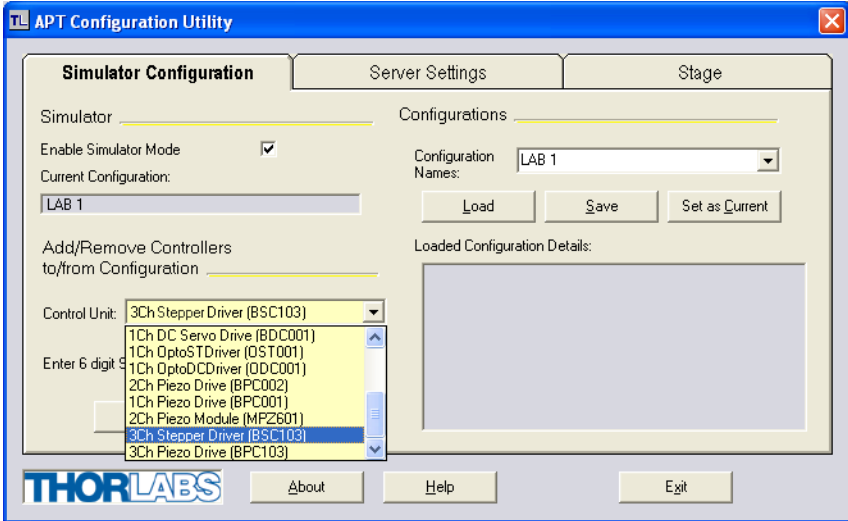 TL APT Configuration Utility
Simulator Configuration
Server Settings
Stage
Simulator
Enable Simulator Mode
Current Configuration:
LAB 1
Add/Remove Controllers
to/from Configuration
Control Unit: 3Ch Stepper Driver (BSC103)
1Ch DC Servo Drive (BDC001)
1Ch OptoSTDriver (OST001)
Enter 6 digit S
1Ch OptoDCDriver (ODC001)
2Ch Piezo Drive (BPC002)
1Ch Piezo Drive (BPC001)
2Ch Piezo Module (MPZ601)
3Ch Stepper Driver (BSC103)
3Ch Piezo Drive (BPC103)
Configurations
Configuration
Names:
LAB 1
Load
Save
Set as Current
Loaded Configuration Details:
THORLABS
About
Help
Exit